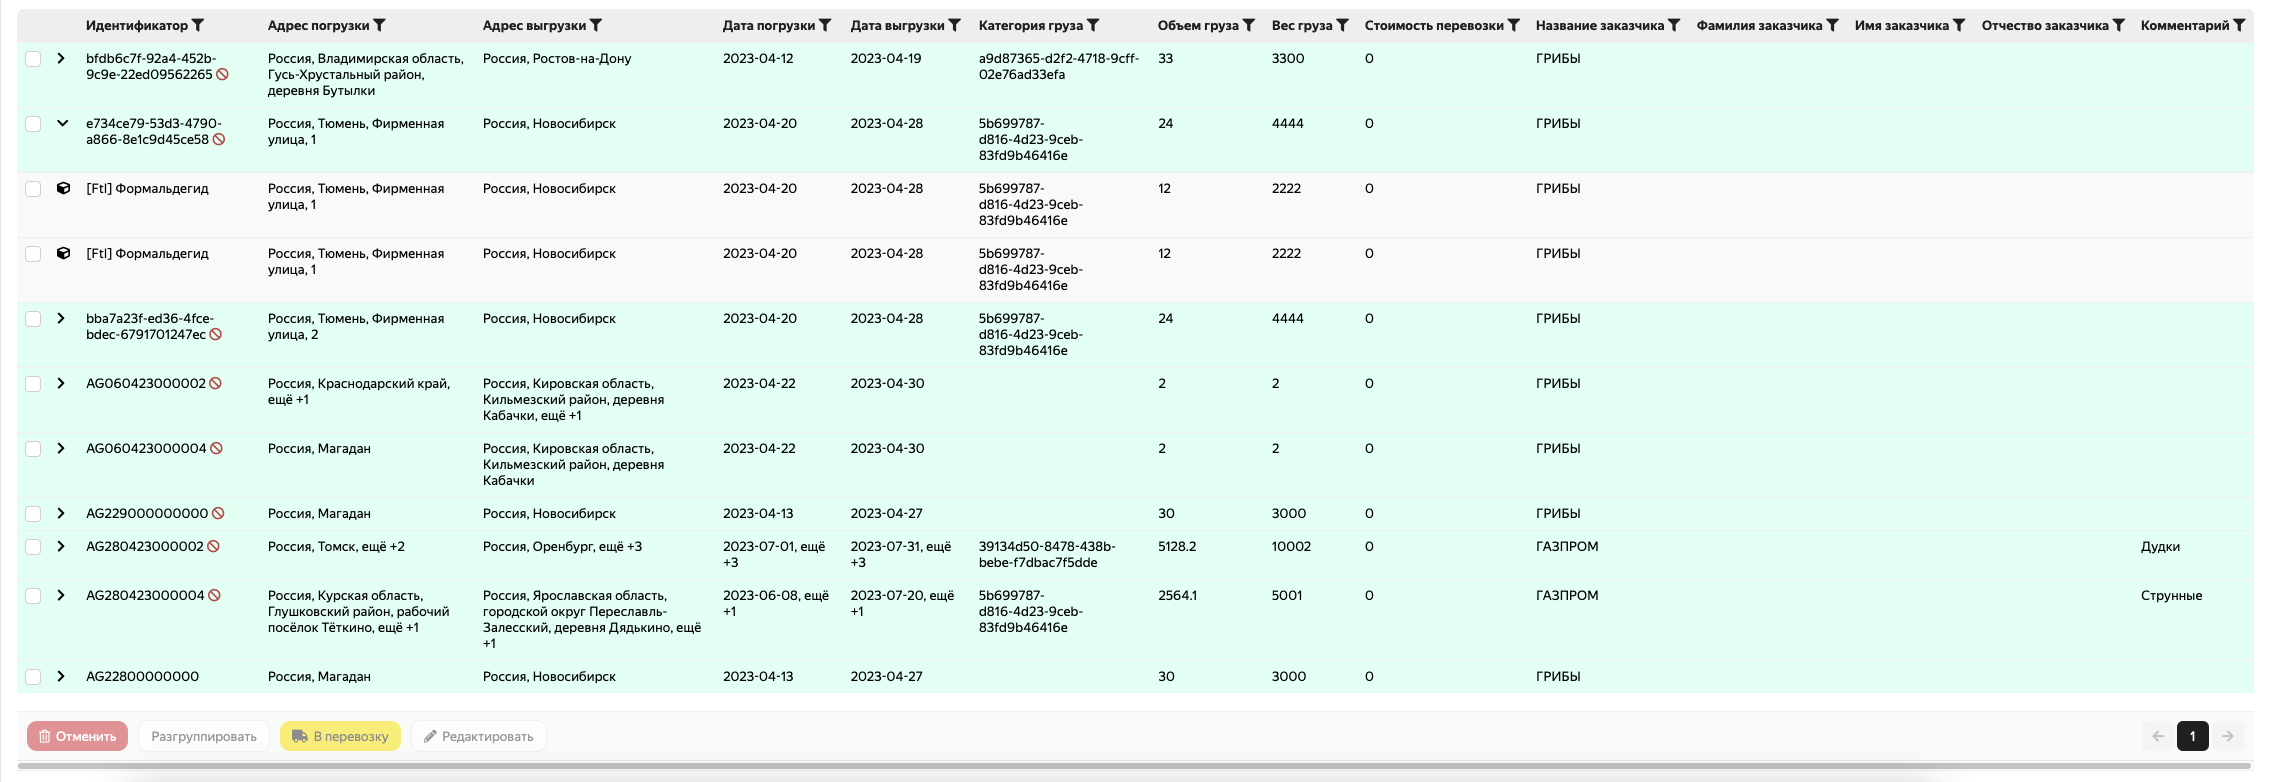 Идентификатор Адрес погрузки Адрес выгрузки Дата погрузки Дата выгрузки Категория груза Объем груза Вес груза Стоимость перевозки Название заказчика Фамилия заказчика Имя заказчика Отчество заказчика Комментарий
bfdb6c7f-92a4-452b- Россия, Владимирская область, Россия, Ростов-на-Дону 2023-04-12 2023-04-19 a9d87365-d2f2-4718-9cff- 33 3300 0 ГРИБЫ
9c9e-22ed09562265 Гусь-Хрустальный район, 02e76ad33efa
деревня Бутылки
e734ce79-53d3-4790- Россия, Тюмень, Фирменная Россия, Новосибирск 2023-04-20 2023-04-28 5b699787- 24 4444 0 ГРИБЫ
a866-8e1c9d45ce58 улица, 1 d816-4d23-9ceb-
83fd9b46416e
[Ftl] Формальдегид Россия, Тюмень, Фирменная Россия, Новосибирск 2023-04-20 2023-04-28 5b699787- 12 2222 0 ГРИБЫ
улица, 1 d816-4d23-9ceb-
83fd9b46416e
[Ftl] Формальдегид Россия, Тюмень, Фирменная Россия, Новосибирск 2023-04-20 2023-04-28 5b699787- 12 2222 0 ГРИБЫ
улица, 1 d816-4d23-9ceb-
83fd9b46416e
bba7a23f-ed36-4fce- Россия, Тюмень, Фирменная Россия, Новосибирск 2023-04-20 2023-04-28 5b699787- 24 4444 0 ГРИБЫ
bdec-6791701247ec улица, 2 d816-4d23-9ceb-
83fd9b46416e
AG060423000002 Россия, Краснодарский край, Россия, Кировская область, 2023-04-22 2023-04-30 2 2 0 ГРИБЫ
ещё +1 Кильмезский район, деревня
Кабачки, ещё +1
AG060423000004 Россия, Магадан Россия, Кировская область, 2023-04-22 2023-04-30 2 2 0 ГРИБЫ
Кильмезский район, деревня
Кабачки
AG229000000000 Россия, Магадан Россия, Новосибирск 2023-04-13 2023-04-27 30 3000 0 ГРИБЫ
AG280423000002 Россия, Томск, ещё +2 Россия, Оренбург, ещё +3 2023-07-01, ещё 2023-07-31, ещё 39134d50-8478-438b- 5128.2 10002 0 ГАЗПРОМ Дудки
+3 +3 bebe-f7dbac7f5dde
AG280423000004 Россия, Курская область, Россия, Ярославская область, 2023-06-08, ещё 2023-07-20, ещё 5b699787- 2564.1 5001 0 ГАЗПРОМ Струнные
Глушковский район, рабочий городской округ Переславль- +1 +1 d816-4d23-9ceb-
посёлок Тёткино, ещё +1 Залесский, деревня Дядькино, ещё 83fd9b46416e
+1
AG22800000000 Россия, Магадан Россия, Новосибирск 2023-04-13 2023-04-27 30 3000 0 ГРИБЫ
Отменить Разгруппировать В перевозку Редактировать 1